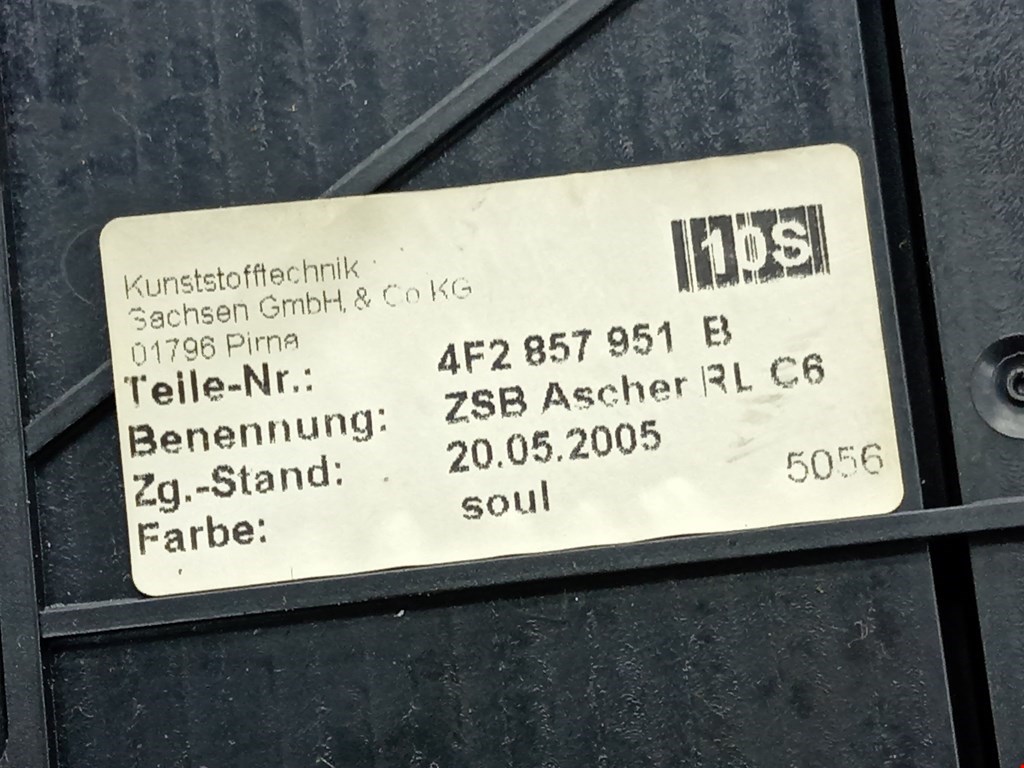 Kunststofftechnik
Sachsen GmbH, & Co KG
01796 Pirna
1DS
Teile-Nr.: 4F2 857 951 B
Benennung: ZSB Ascher RL C6
Zg.-Stand: 20.05.2005
Farbe: soul
5056